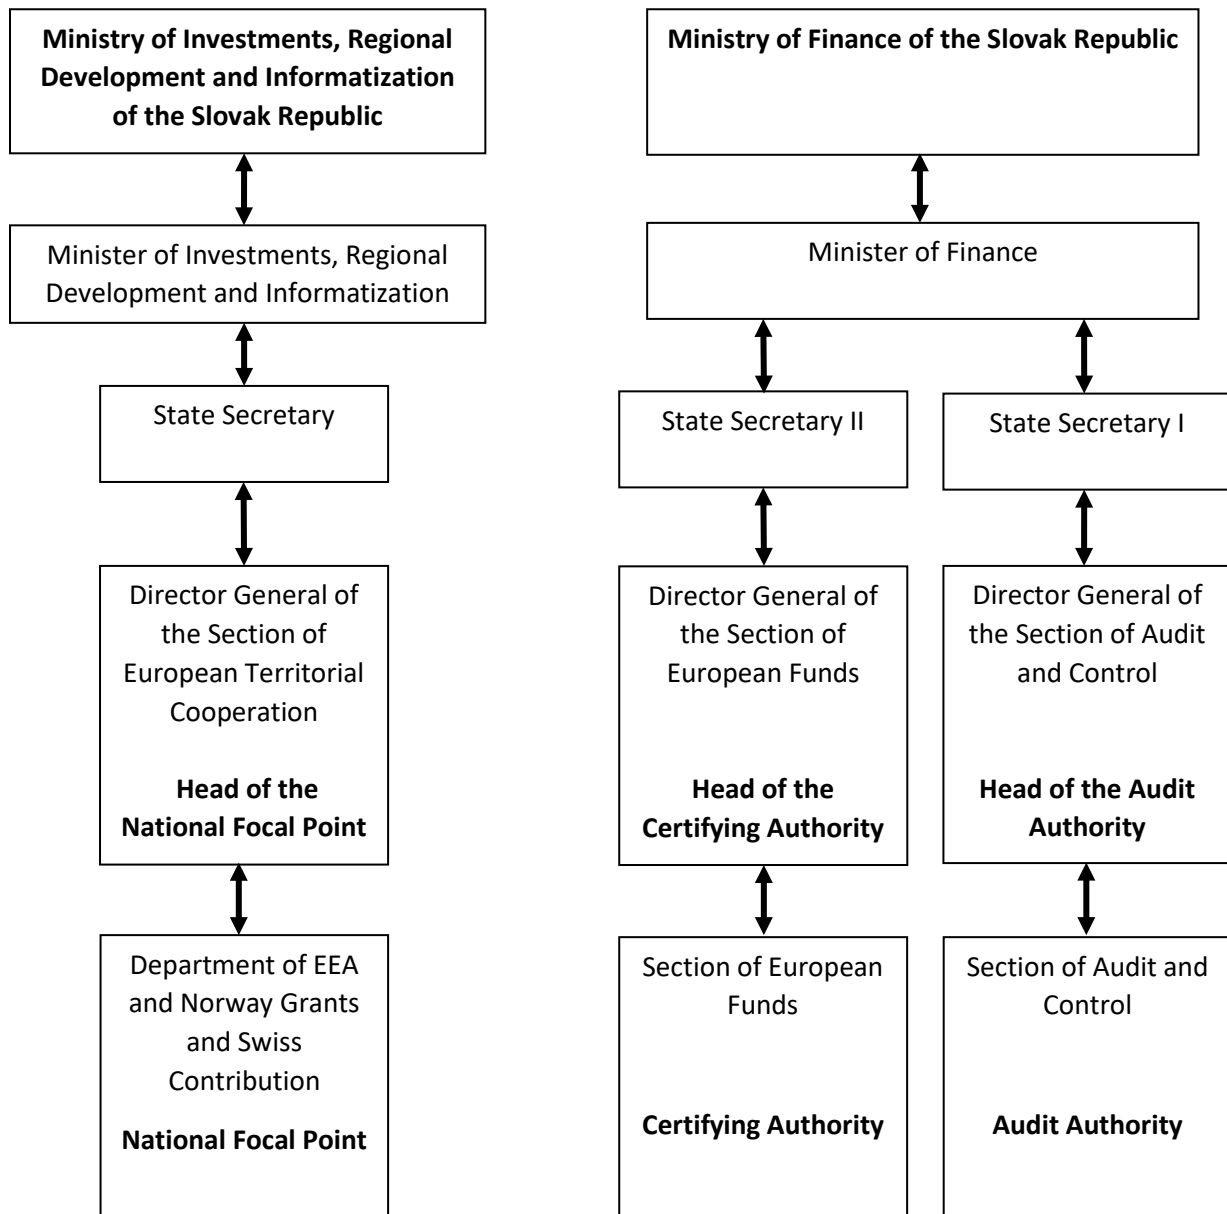 Ministry of Investments, Regional
Development and Informatization
of the Slovak Republic
Ministry of Finance of the Slovak Republic
Minister of Investments, Regional
Development and Informatization
Minister of Finance
State Secretary
State Secretary II
State Secretary I
Director General of
the Section of
European Territorial
Cooperation
Head of the
National Focal Point
Director General of
the Section of
European Funds
Head of the
Certifying Authority
Director General of
the Section of Audit
and Control
Head of the Audit
Authority
Department of EEA
and Norway Grants
and Swiss
Contribution
National Focal Point
Section of European
Funds
Certifying Authority
Section of Audit and
Control
Audit Authority